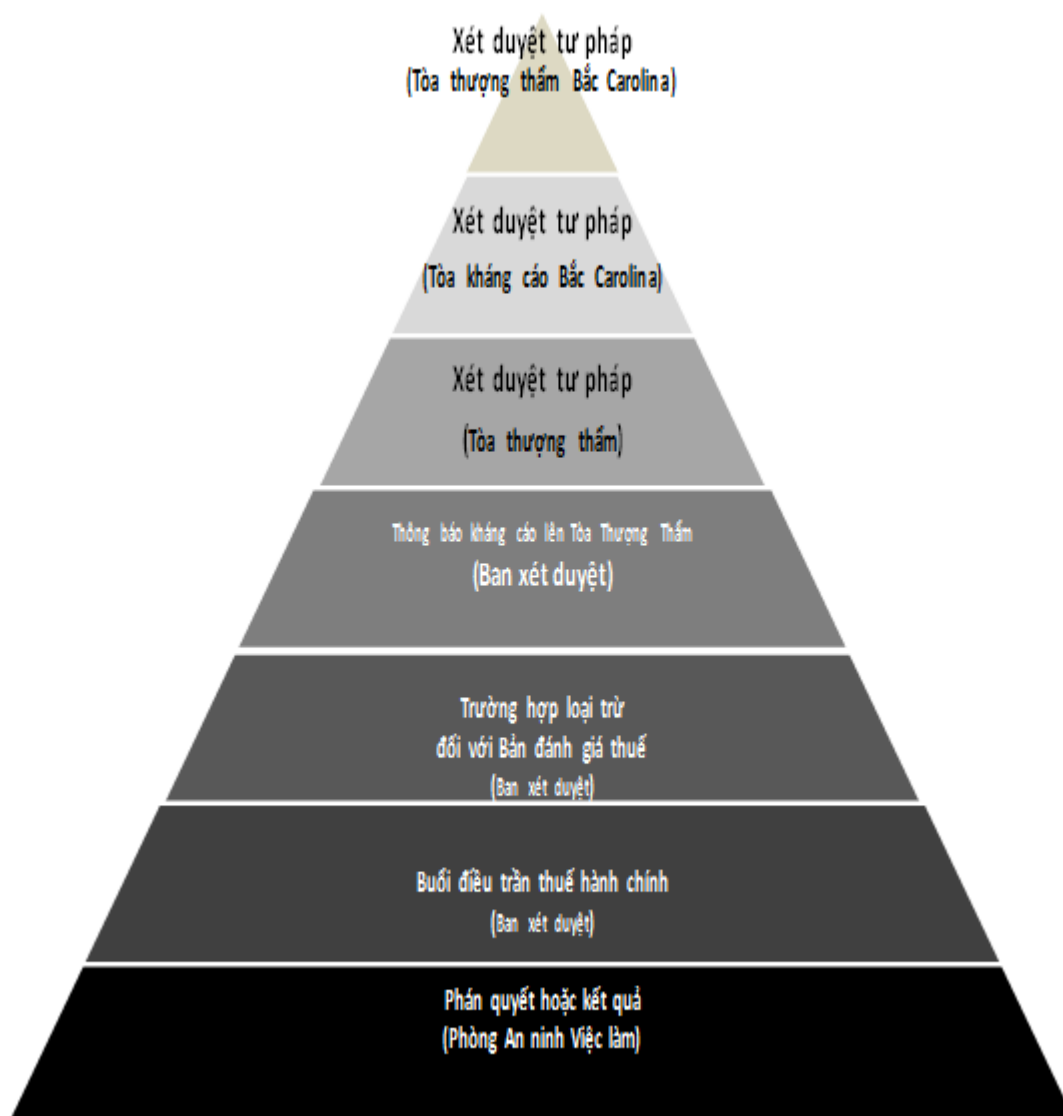 Xét duyệt tư pháp
(Tòa thượng thẩm Bắc Carolina)
Xét duyệt tư pháp
(Tòa kháng cáo Bắc Carolina)
Xét duyệt tư pháp
(Tòa thượng thẩm)
Thông báo kháng cáo lên Tòa Thượng Thẩm
(Ban xét duyệt)
Trường hợp loại trừ
đối với Bản đánh giá thuế
(Ban xét duyệt)
Buổi điều trần thuế hành chính
(Ban xét duyệt)
Phán quyết hoặc kết quả
(Phòng An ninh Việc làm)